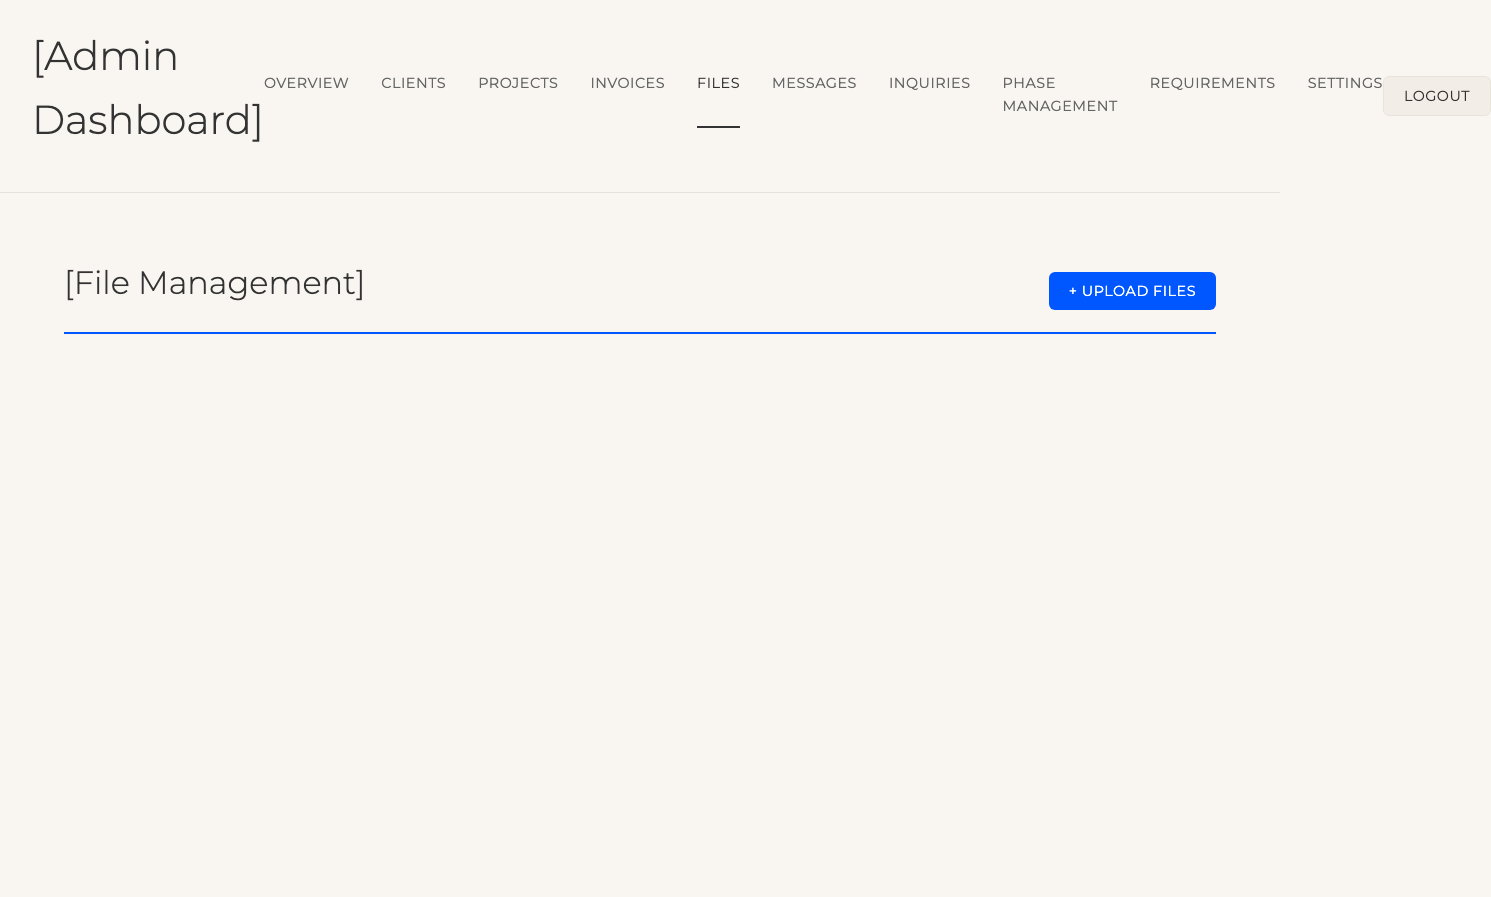 [Admin
Dashboard]
OVERVIEW
CLIENTS
PROJECTS
INVOICES
FILES
MESSAGES
INQUIRIES
PHASE
MANAGEMENT
REQUIREMENTS
SETTINGS
LOGOUT
[File Management]
+ UPLOAD FILES